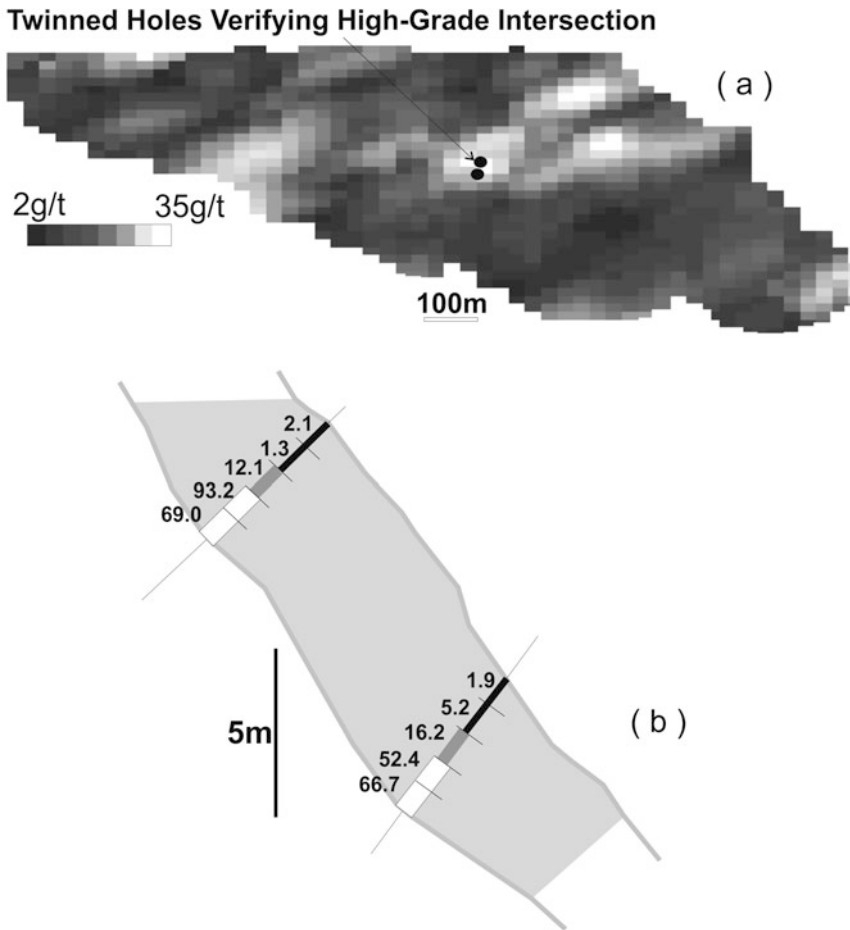 Twinned Holes Verifying High-Grade Intersection
( a )
2g/t 35g/t
100m
2.1
1.3
12.1
93.2
69.0
1.9
5.2
16.2
52.4
66.7
5m
( b )